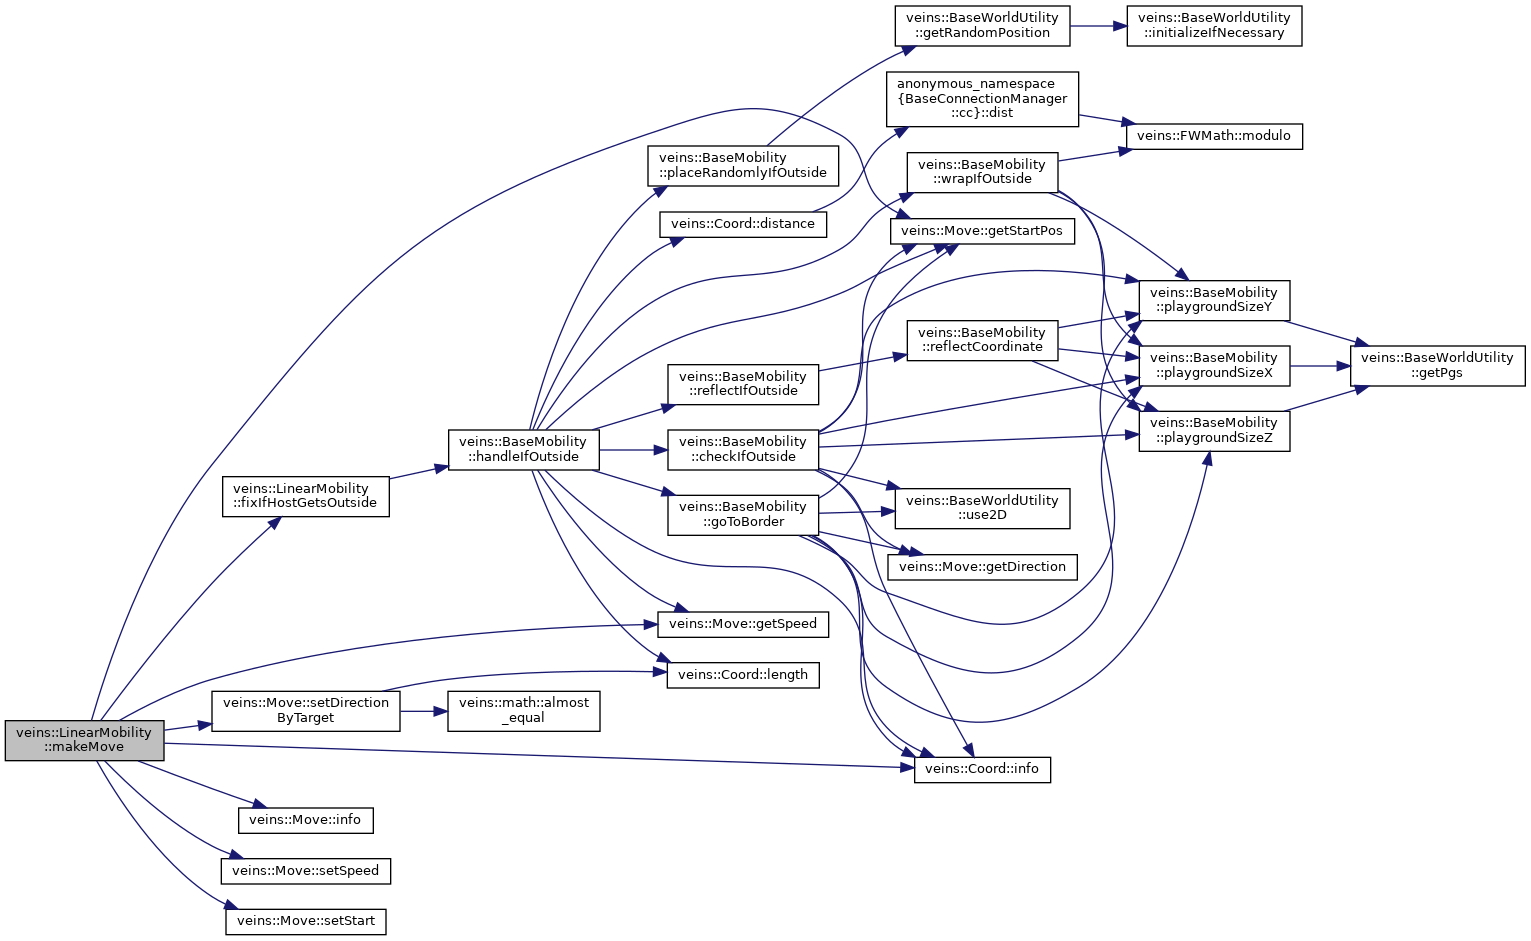 veins::BaseWorldUtility
::getRandomPosition
veins::BaseWorldUtility
::initializeIfNecessary
anonymous_namespace
{BaseConnectionManager
::cc}::dist
veins::FWMath::modulo
veins::BaseMobility
::placeRandomlyIfOutside
veins::BaseMobility
::wrapIfOutside
veins::Coord::distance
veins::Move::getStartPos
veins::BaseMobility
::playgroundSizeY
veins::BaseMobility
::reflectCoordinate
veins::BaseMobility
::playgroundSizeX
veins::BaseWorldUtility
::getPgs
veins::BaseMobility
::reflectIfOutside
veins::BaseMobility
::playgroundSizeZ
veins::BaseMobility
::handleIfOutside
veins::BaseMobility
::checkIfOutside
veins::LinearMobility
::fixIfHostGetsOutside
veins::BaseMobility
::goToBorder
veins::BaseWorldUtility
::use2D
veins::Move::getDirection
veins::Move::getSpeed
veins::Coord::length
veins::Move::setDirection
ByTarget
veins::math::almost
_equal
veins::LinearMobility
::makeMove
veins::Coord::info
veins::Move::info
veins::Move::setSpeed
veins::Move::setStart